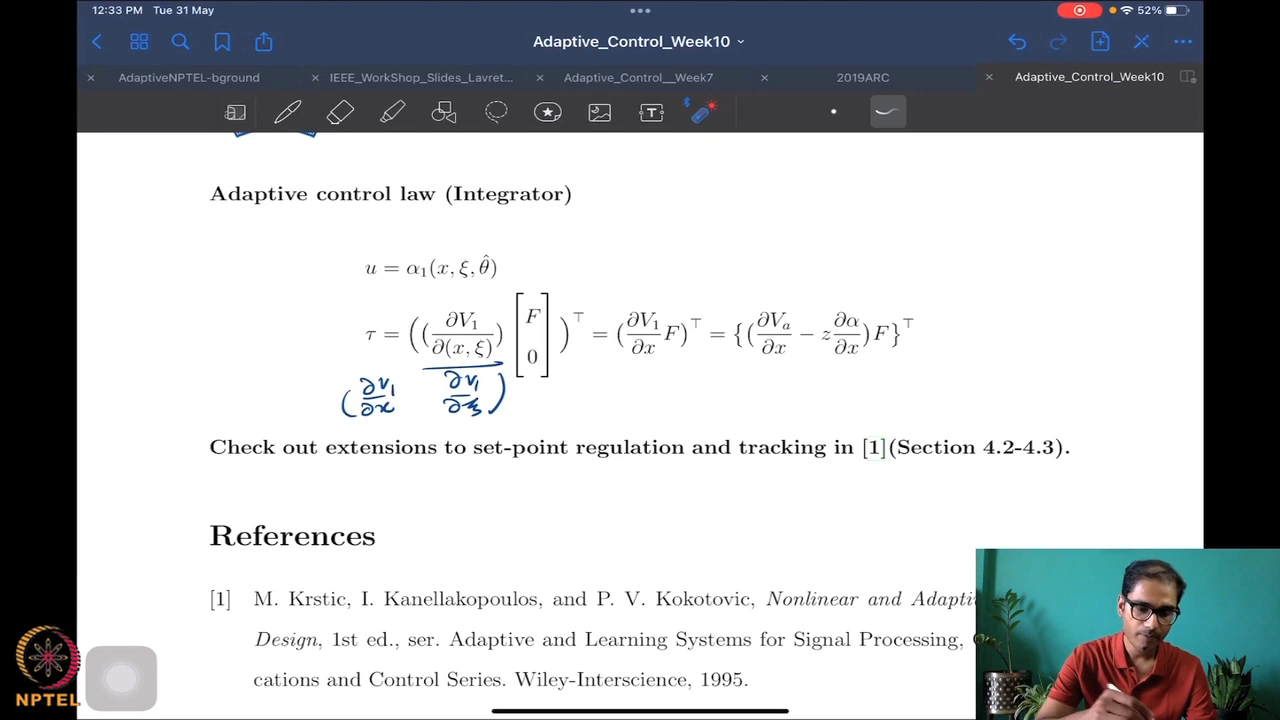 12:33 PM Tue 31 May
52%
Adaptive_Control_Week10
AdaptiveNPTEL-bground
IEEE_WorkShop_Slides_Lavret...
Adaptive_Control__Week7
2019ARC
Adaptive_Control_Week10
Adaptive control law (Integrator)
u = α₁(x, ξ, θ̂)
τ = ((∂V₁/∂(x, ξ)) [F 0])ᵀ = (∂V₁/∂x F)ᵀ = {(∂Vₐ/∂x − z ∂α/∂x)F}ᵀ
(∂V₁/∂x ∂V₁/∂ξ)
Check out extensions to set-point regulation and tracking in [1](Section 4.2-4.3).
References
[1] M. Krstic, I. Kanellakopoulos, and P. V. Kokotovic, Nonlinear and Adapti
Design, 1st ed., ser. Adaptive and Learning Systems for Signal Processing,
cations and Control Series. Wiley-Interscience, 1995.
NPTEL